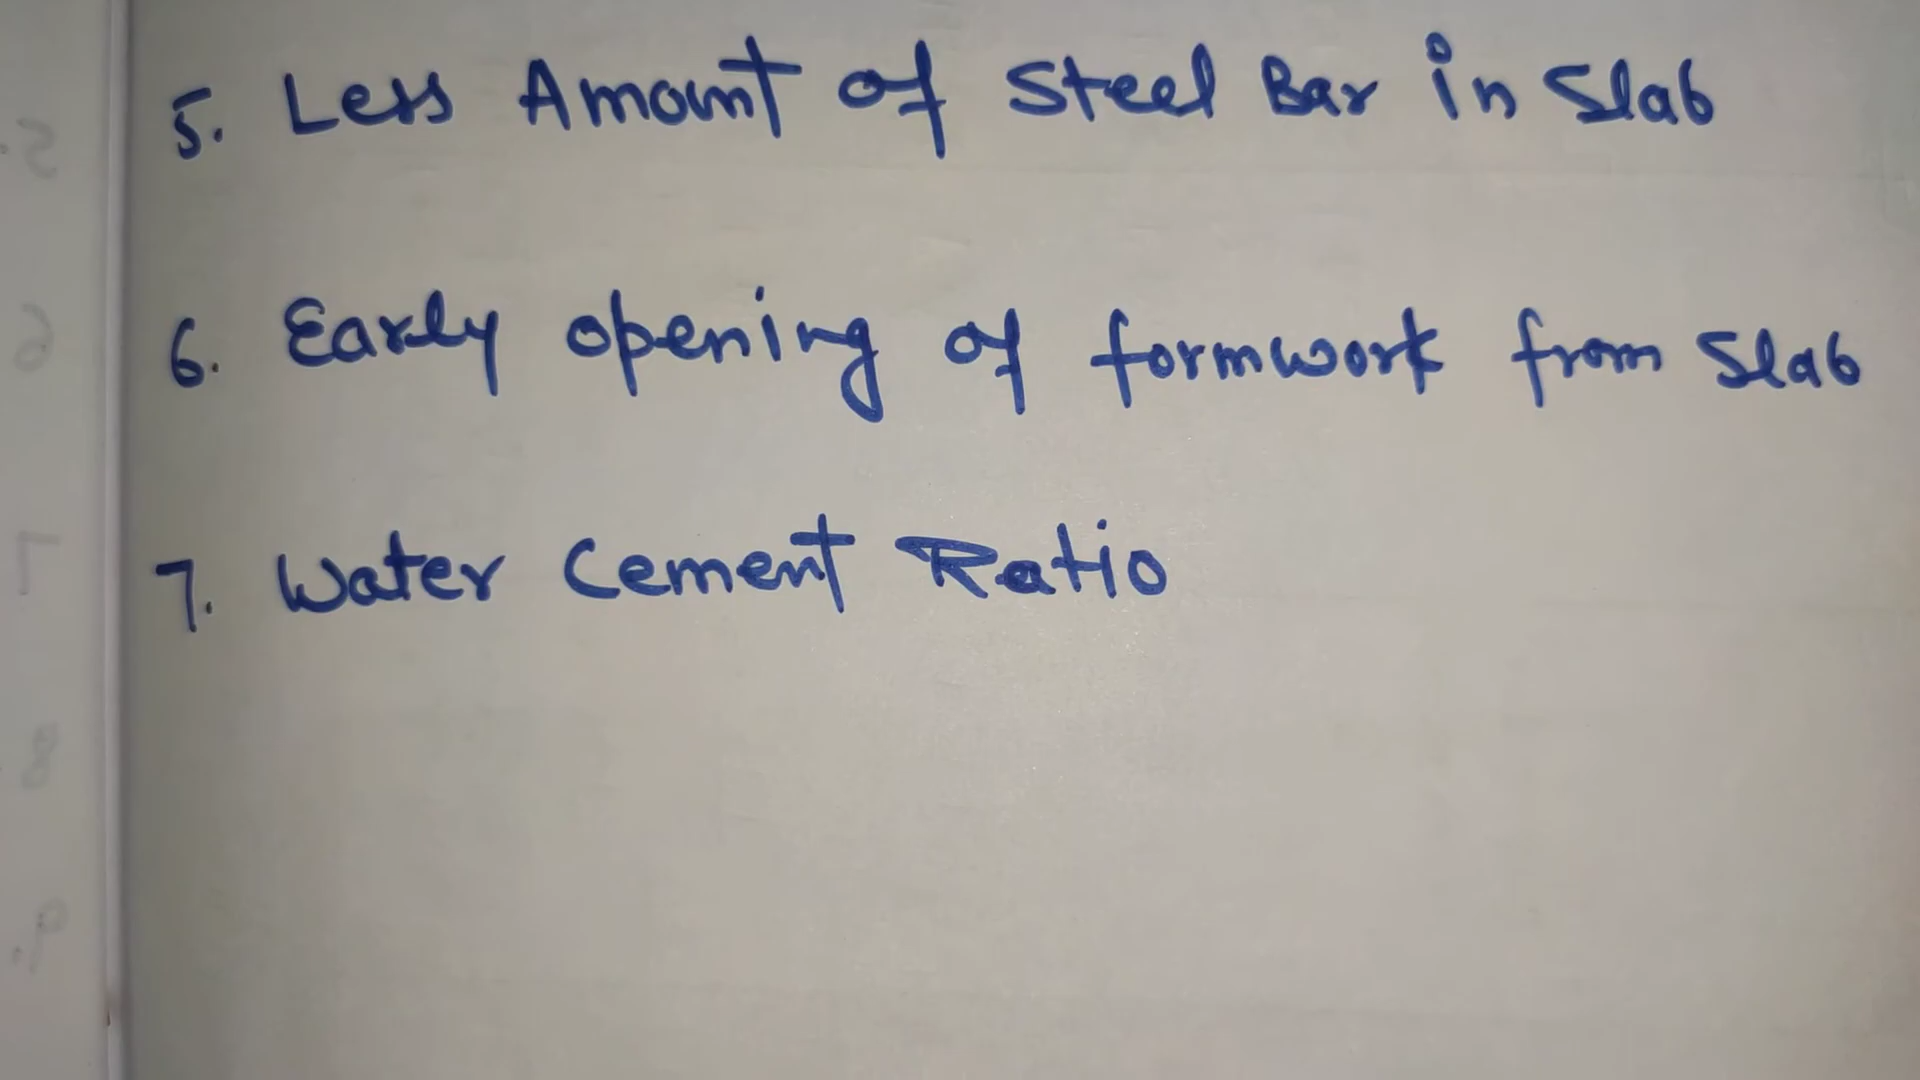 5. Less Amount of Steel Bar in Slab
6. Early opening of formwork from Slab
7. Water Cement Ratio